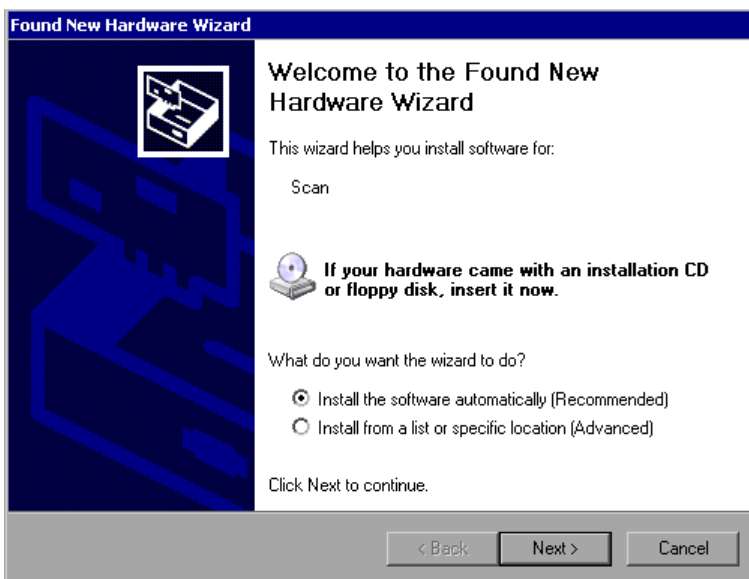 Found New Hardware Wizard
Welcome to the Found New
Hardware Wizard
This wizard helps you install software for:
Scan
If your hardware came with an installation CD
or floppy disk, insert it now.
What do you want the wizard to do?
Install the software automatically (Recommended)
Install from a list or specific location (Advanced)
Click Next to continue.
< Back
Next >
Cancel